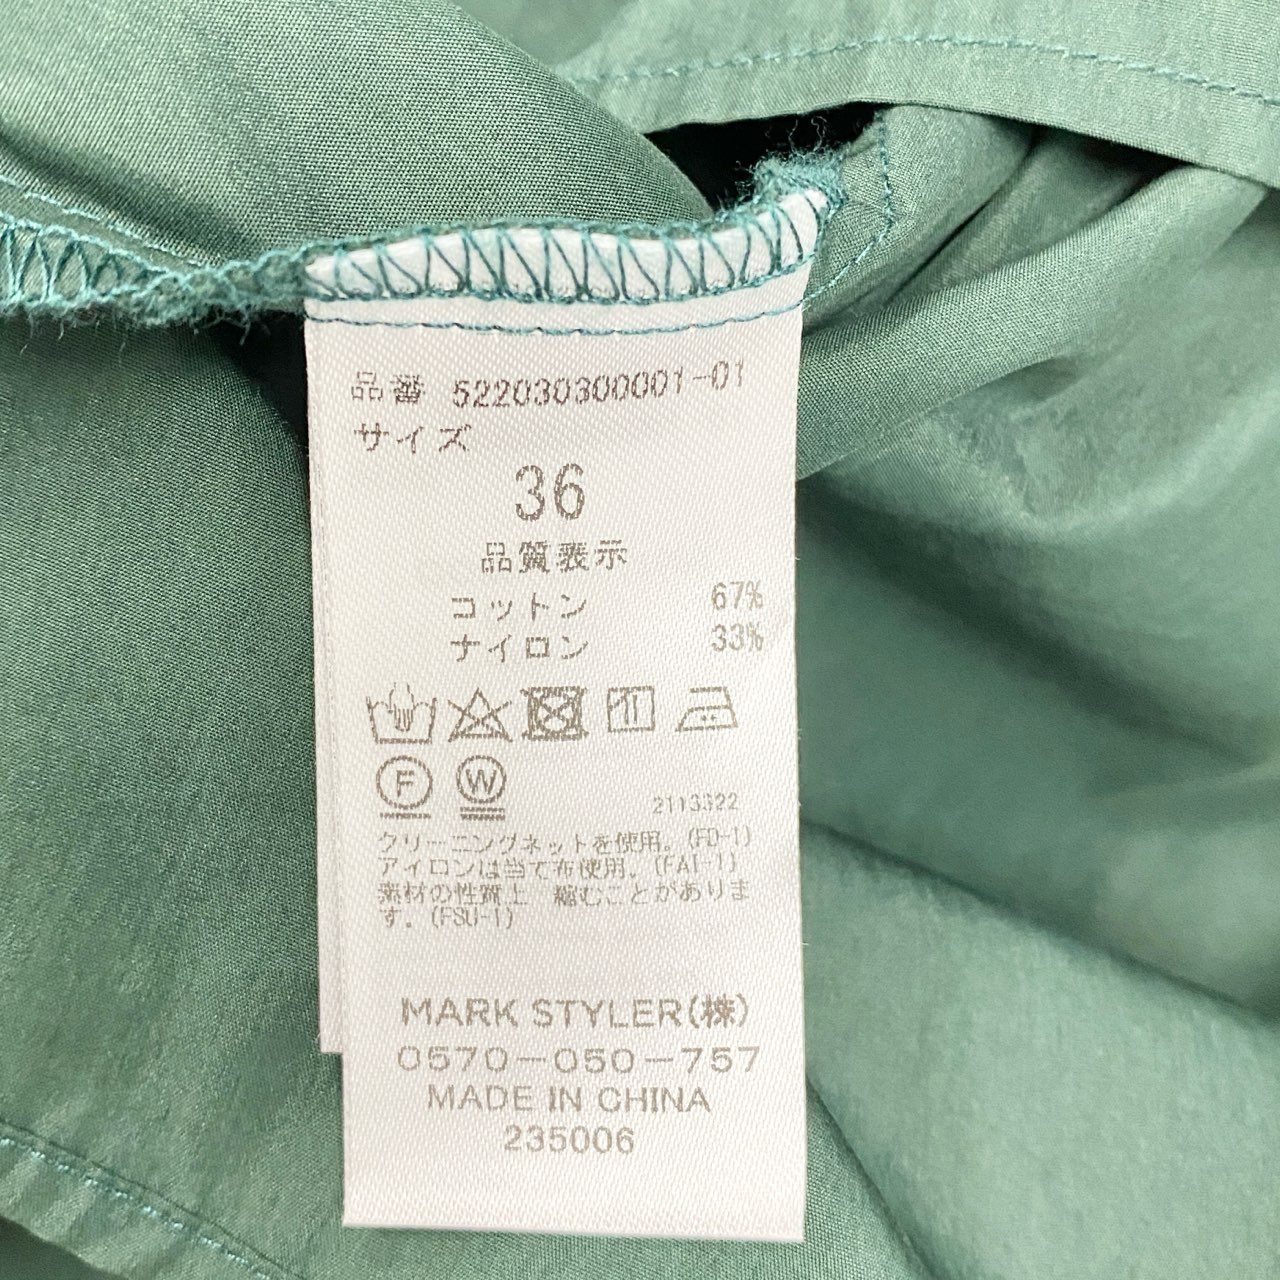 品番 522030300001-01
サイズ
36
品質表示
コットン 67%
ナイロン 33%
F W
2113322
クリーニングネットを使用。(FD-1)
アイロンは当て布使用。(FAI-1)
素材の性質上 縮むことがありま
す。(FSU-1)
MARK STYLER(株)
0570-050-757
MADE IN CHINA
235006